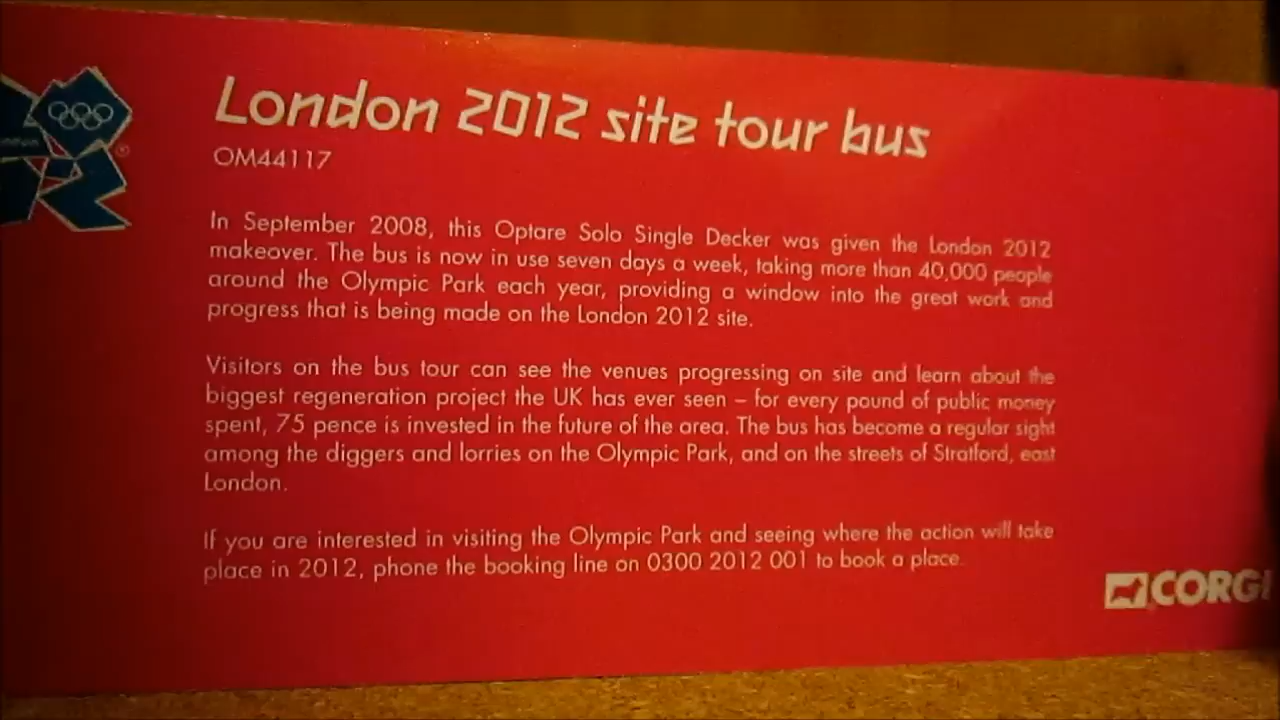 London 2012 site tour bus
OM44117
In September 2008, this Optare Solo Single Decker was given the London 2012
makeover. The bus is now in use seven days a week, taking more than 40,000 people
around the Olympic Park each year, providing a window into the great work and
progress that is being made on the London 2012 site.
Visitors on the bus tour can see the venues progressing on site and learn about the
biggest regeneration project the UK has ever seen – for every pound of public money
spent, 75 pence is invested in the future of the area. The bus has become a regular sight
among the diggers and lorries on the Olympic Park, and on the streets of Stratford, east
London.
If you are interested in visiting the Olympic Park and seeing where the action will take
place in 2012, phone the booking line on 0300 2012 001 to book a place.
CORGI